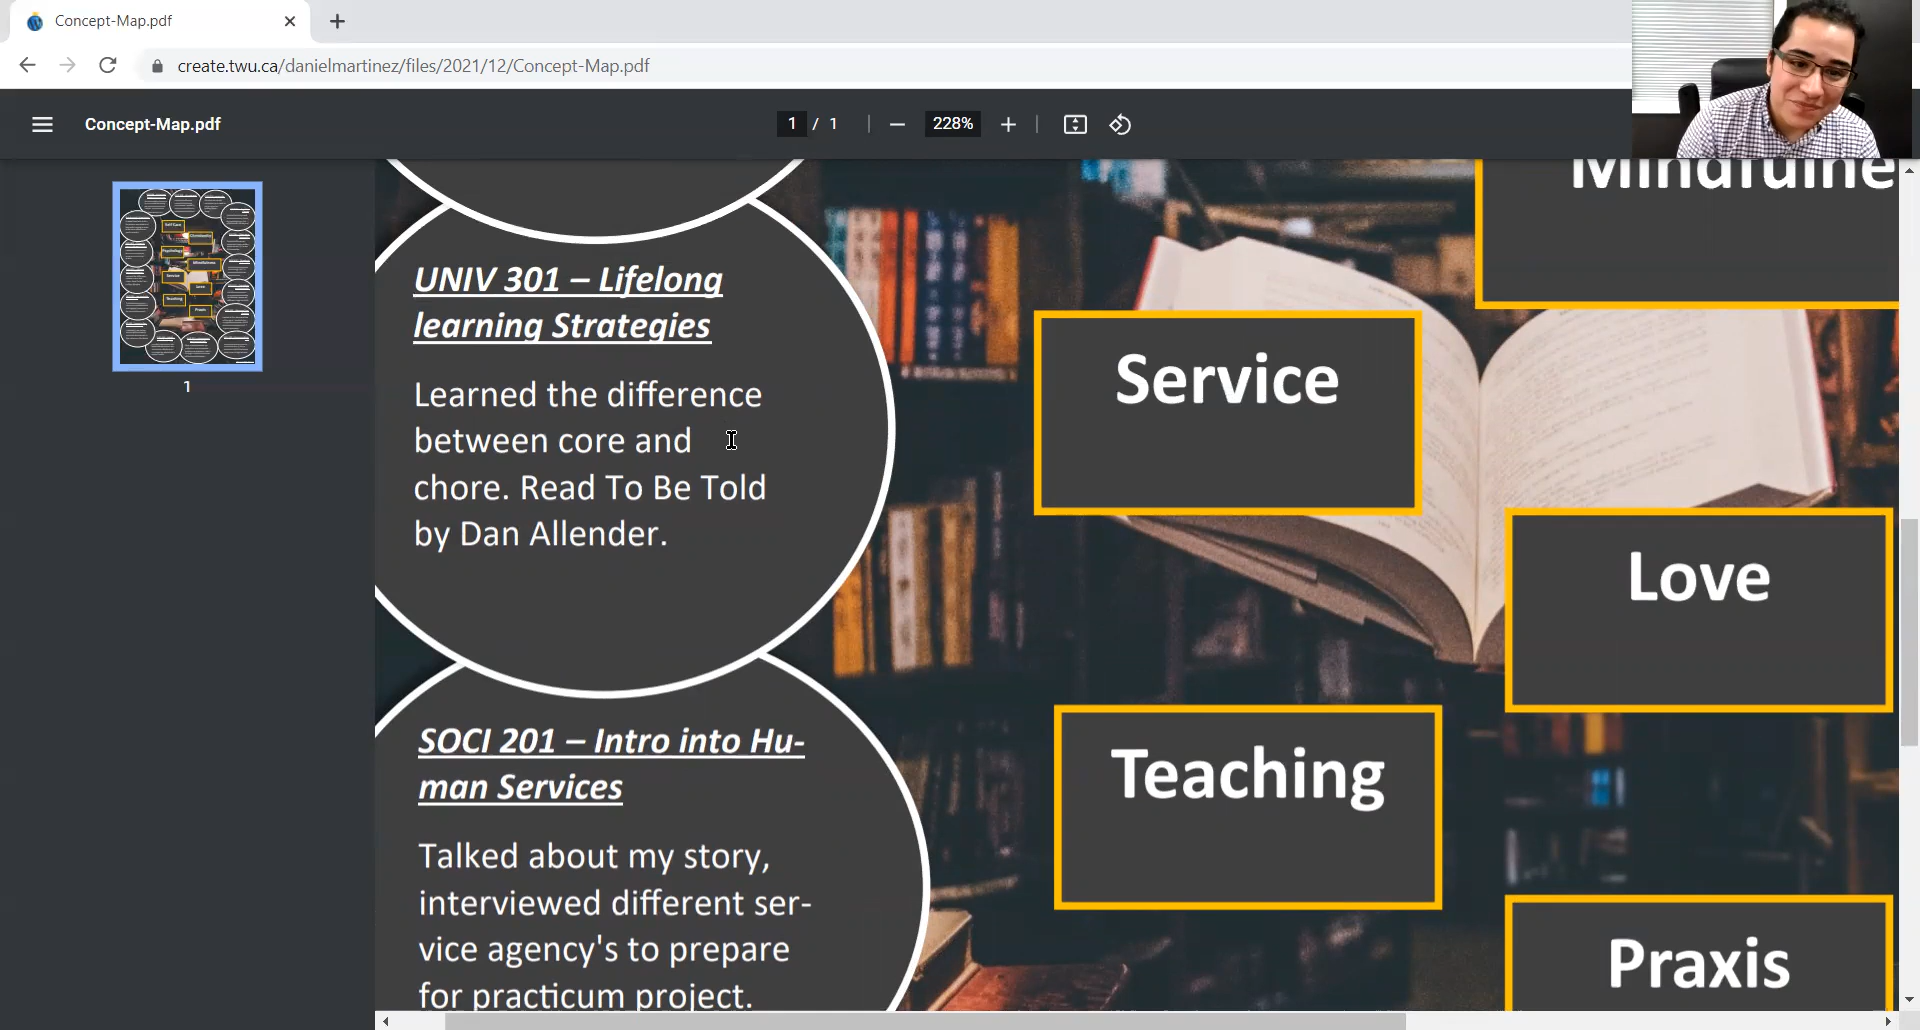 Concept-Map.pdf
create.twu.ca/danielmartinez/files/2021/12/Concept-Map.pdf
Concept-Map.pdf
1 / 1
228%
1
UNIV 301 – Lifelong
learning Strategies
Learned the difference
between core and
chore. Read To Be Told
by Dan Allender.
SOCI 201 – Intro into Hu-
man Services
Talked about my story,
interviewed different ser-
vice agency's to prepare
for practicum project.
Service
Love
Teaching
Praxis